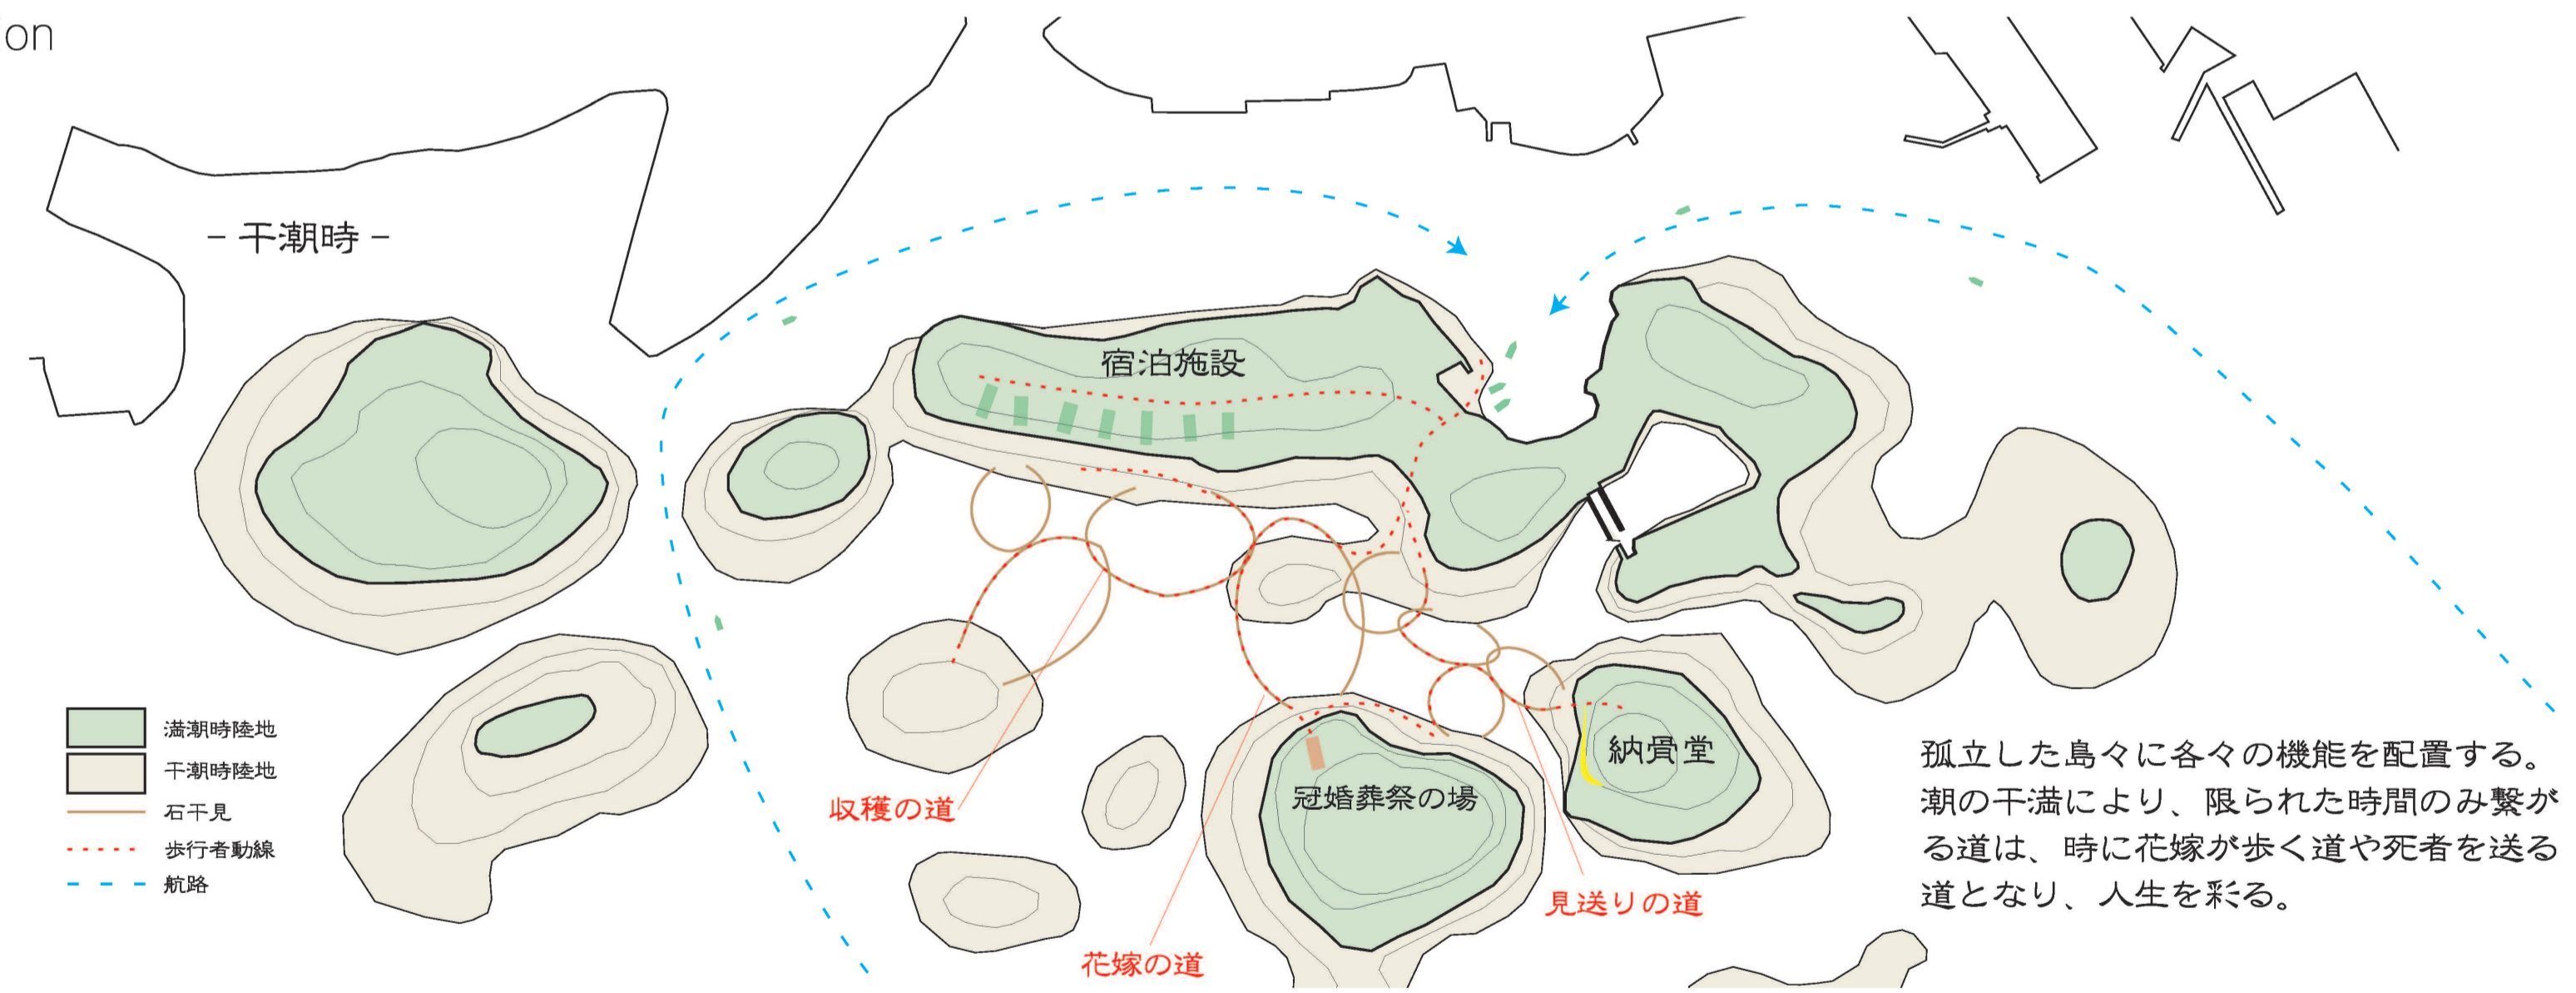 on
- 干潮時 -
宿泊施設
満潮時陸地
干潮時陸地
石干見
歩行者動線
航路
収穫の道
花嫁の道
冠婚葬祭の場
納骨堂
見送りの道
孤立した島々に各々の機能を配置する。
潮の干満により、限られた時間のみ繋が
る道は、時に花嫁が歩く道や死者を送る
道となり、人生を彩る。